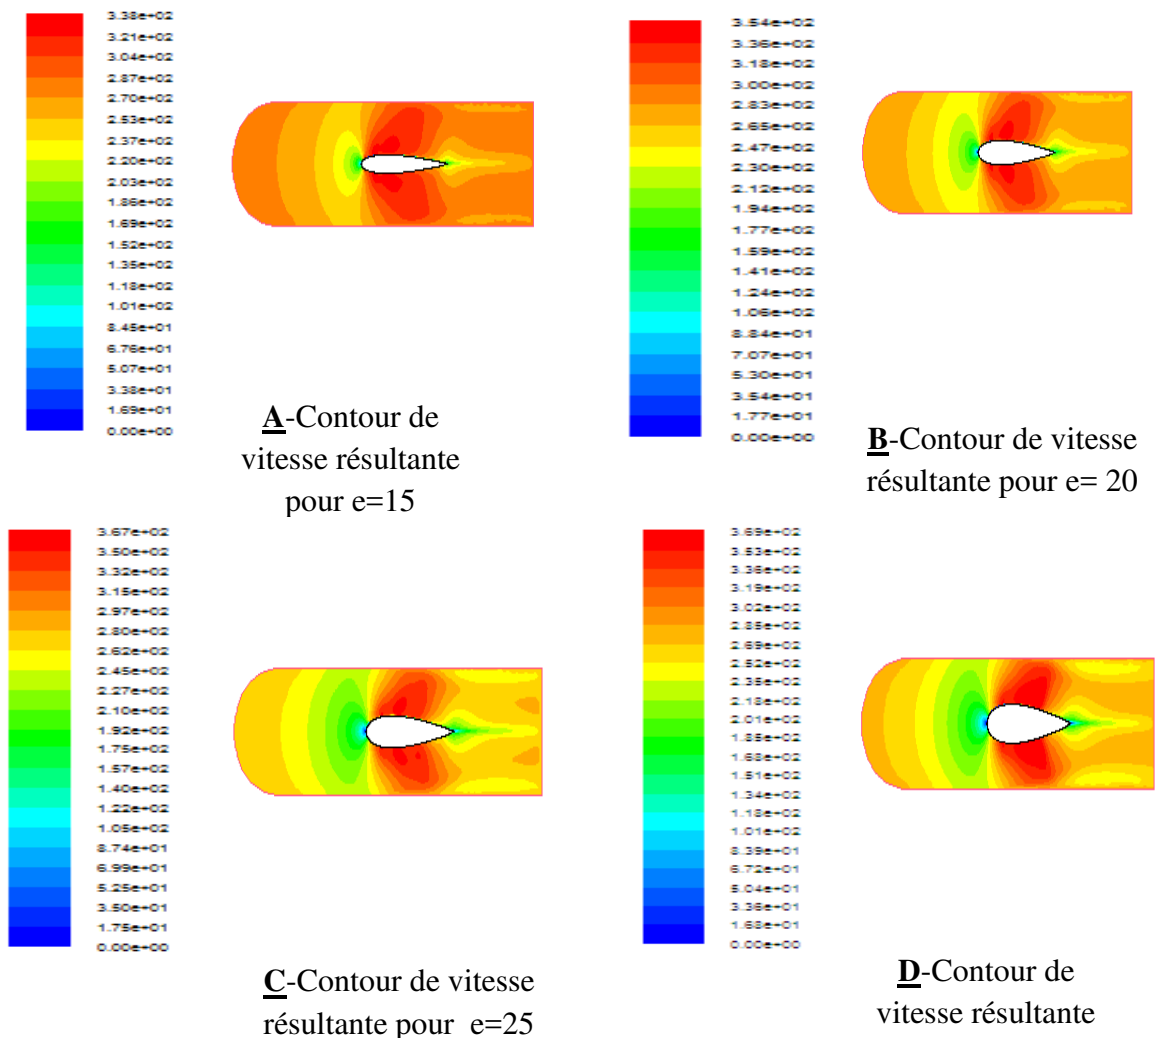 3.38e+02
3.21e+02
3.04e+02
2.87e+02
2.70e+02
2.53e+02
2.37e+02
2.20e+02
2.03e+02
1.86e+02
1.69e+02
1.52e+02
1.35e+02
1.18e+02
1.01e+02
8.45e+01
6.76e+01
5.07e+01
3.38e+01
1.69e+01
0.00e+00
A-Contour de
vitesse résultante
pour e=15
3.54e+02
3.36e+02
3.18e+02
3.00e+02
2.83e+02
2.65e+02
2.47e+02
2.30e+02
2.12e+02
1.94e+02
1.77e+02
1.59e+02
1.41e+02
1.24e+02
1.06e+02
8.84e+01
7.07e+01
5.30e+01
3.54e+01
1.77e+01
0.00e+00
B-Contour de vitesse
résultante pour e= 20
3.67e+02
3.50e+02
3.32e+02
3.15e+02
2.97e+02
2.80e+02
2.62e+02
2.45e+02
2.27e+02
2.10e+02
1.92e+02
1.75e+02
1.57e+02
1.40e+02
1.22e+02
1.05e+02
8.74e+01
6.99e+01
5.25e+01
3.50e+01
1.75e+01
0.00e+00
C-Contour de vitesse
résultante pour e=25
3.69e+02
3.53e+02
3.36e+02
3.19e+02
3.02e+02
2.85e+02
2.69e+02
2.52e+02
2.35e+02
2.18e+02
2.01e+02
1.85e+02
1.68e+02
1.51e+02
1.34e+02
1.18e+02
1.01e+02
8.39e+01
6.72e+01
5.04e+01
3.36e+01
1.68e+01
0.00e+00
D-Contour de
vitesse résultante